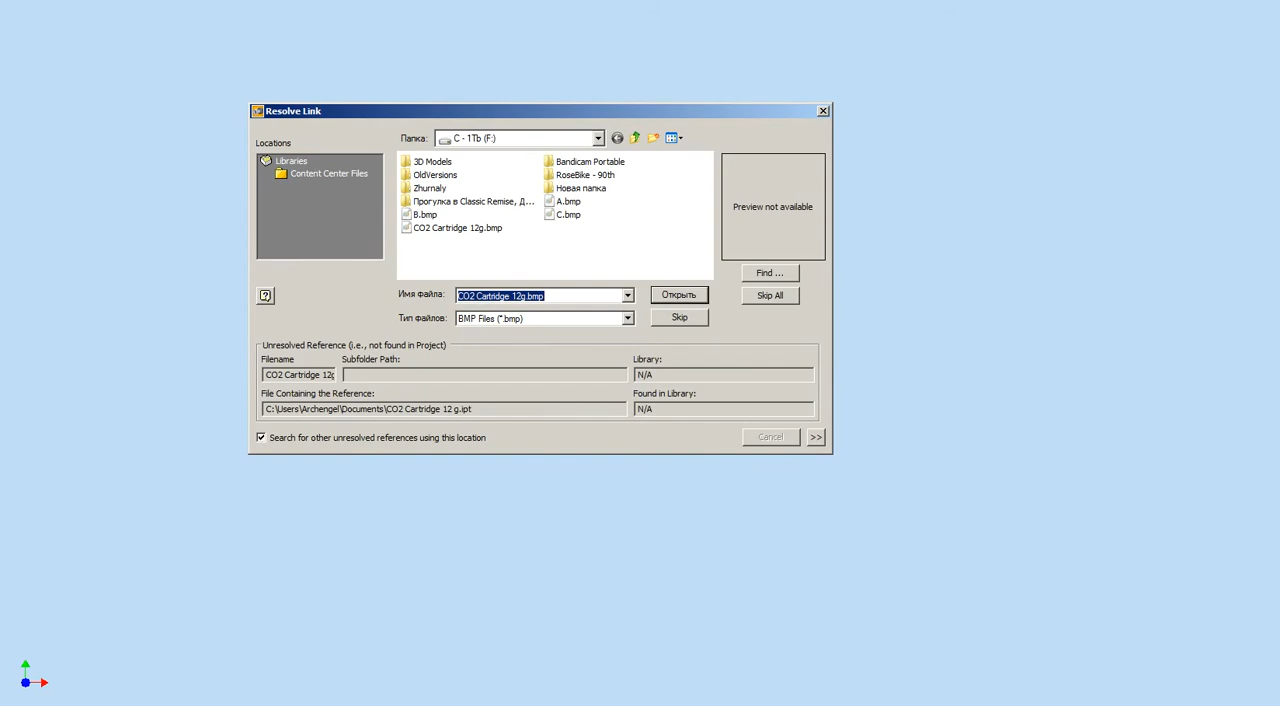 Resolve Link
Locations
Папка: C - 1Tb (F:)
Libraries
Content Center Files
3D Models
OldVersions
Zhurnaly
Прогулка в Classic Remise, Д...
B.bmp
CO2 Cartridge 12g.bmp
Bandicam Portable
RoseBike - 90th
Новая папка
A.bmp
C.bmp
Preview not available
Find ...
Имя файла: CO2 Cartridge 12g.bmp Открыть Skip All
Тип файлов: BMP Files (*.bmp) Skip
Unresolved Reference (i.e., not found in Project)
Filename Subfolder Path: Library:
CO2 Cartridge 12g N/A
File Containing the Reference: Found in Library:
C:\Users\Archengel\Documents\CO2 Cartridge 12 g.ipt N/A
Search for other unresolved references using this location Cancel >>